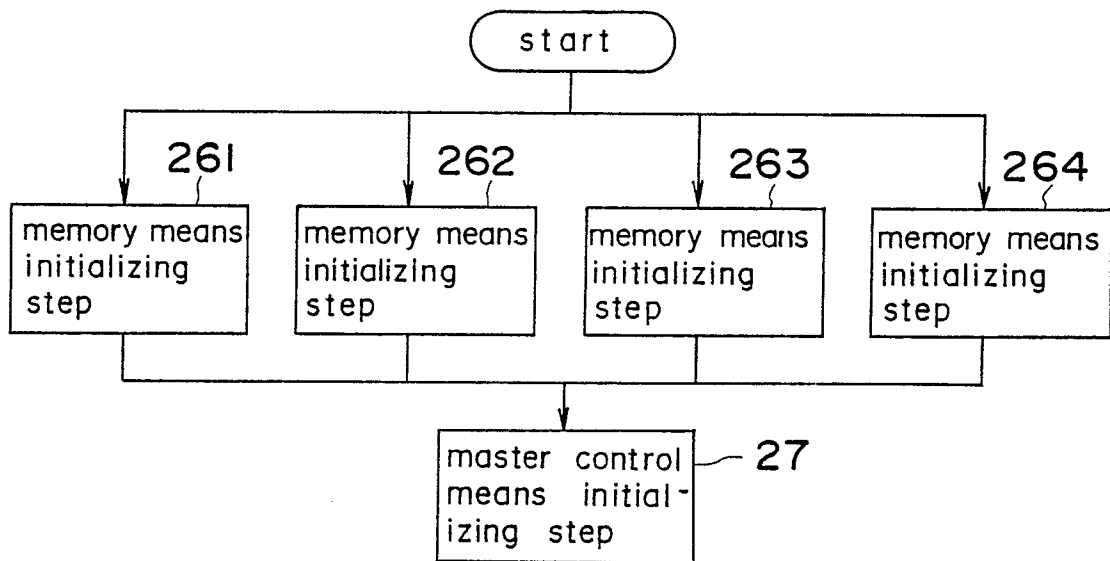 start
261
262
263
264
memory means
initializing
step
memory means
initializing
step
memory means
initializing
step
memory means
initializing
step
master control
means initial-
izing step
27